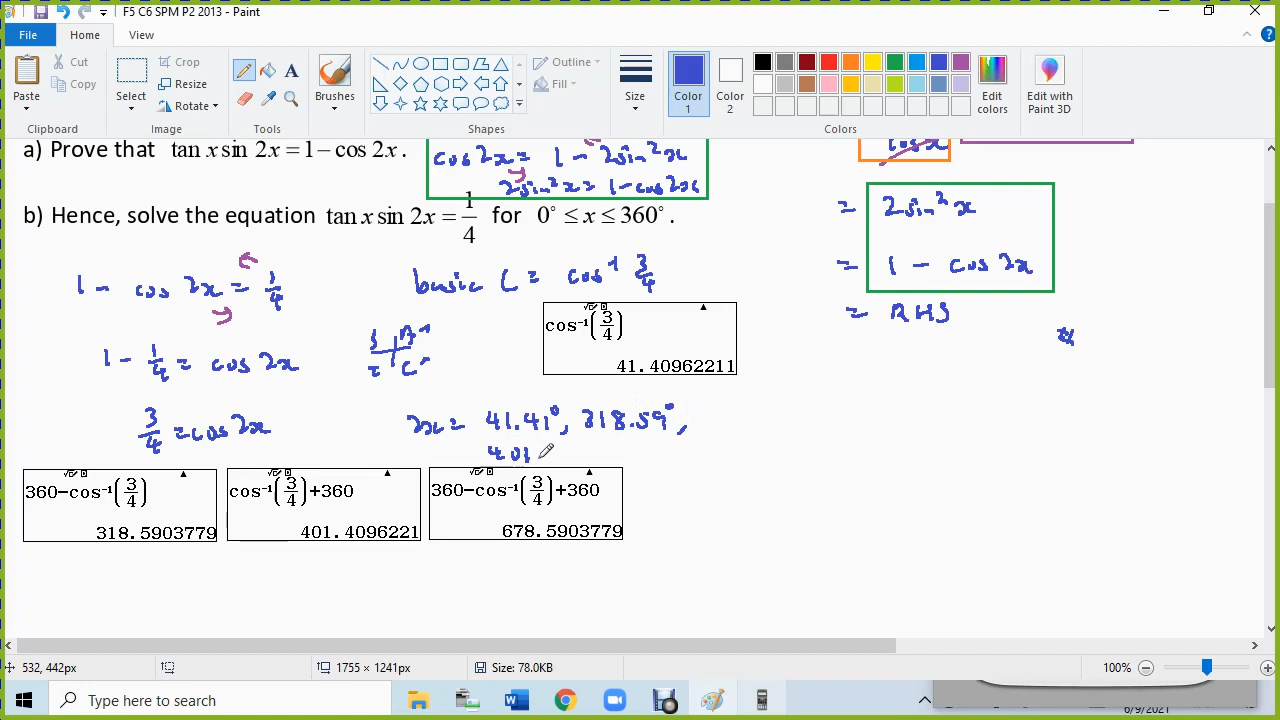 F5 C6 SPM P2 2013 - Paint
File Home View
Paste Cut Copy Select Crop Resize Rotate Brushes Outline Fill Size Color 1 Color 2 Edit colors Edit with Paint 3D
Clipboard Image Tools Shapes Colors
a) Prove that tan x sin 2x = 1 − cos 2x .
cos 2x = 1 − 2sin²x
2sin²x = 1 − cos 2x
cos x
b) Hence, solve the equation tan x sin 2x = 1/4 for 0° ≤ x ≤ 360° .
= 2sin²x
= 1 − cos 2x
= RHS
1 − cos 2x = 1/4
1 − 1/4 = cos 2x
3/4 = cos 2x
basic L = cos⁻¹ 3/4
cos⁻¹(3/4)
41.40962211
2x = 41.41°, 318.59°,
401
360−cos⁻¹(3/4)
318.5903779
cos⁻¹(3/4)+360
401.4096221
360−cos⁻¹(3/4)+360
678.5903779
532, 442px 1755 × 1241px Size: 78.0KB 100%
Type here to search
6/9/2021